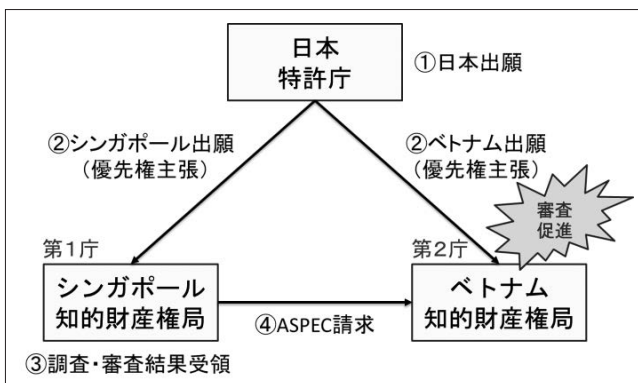 日本
特許庁
①日本出願
②シンガポール出願
（優先権主張）
②ベトナム出願
（優先権主張）
審査
促進
第1庁
第2庁
シンガポール
知的財産権局
ベトナム
知的財産権局
④ASPEC請求
③調査・審査結果受領